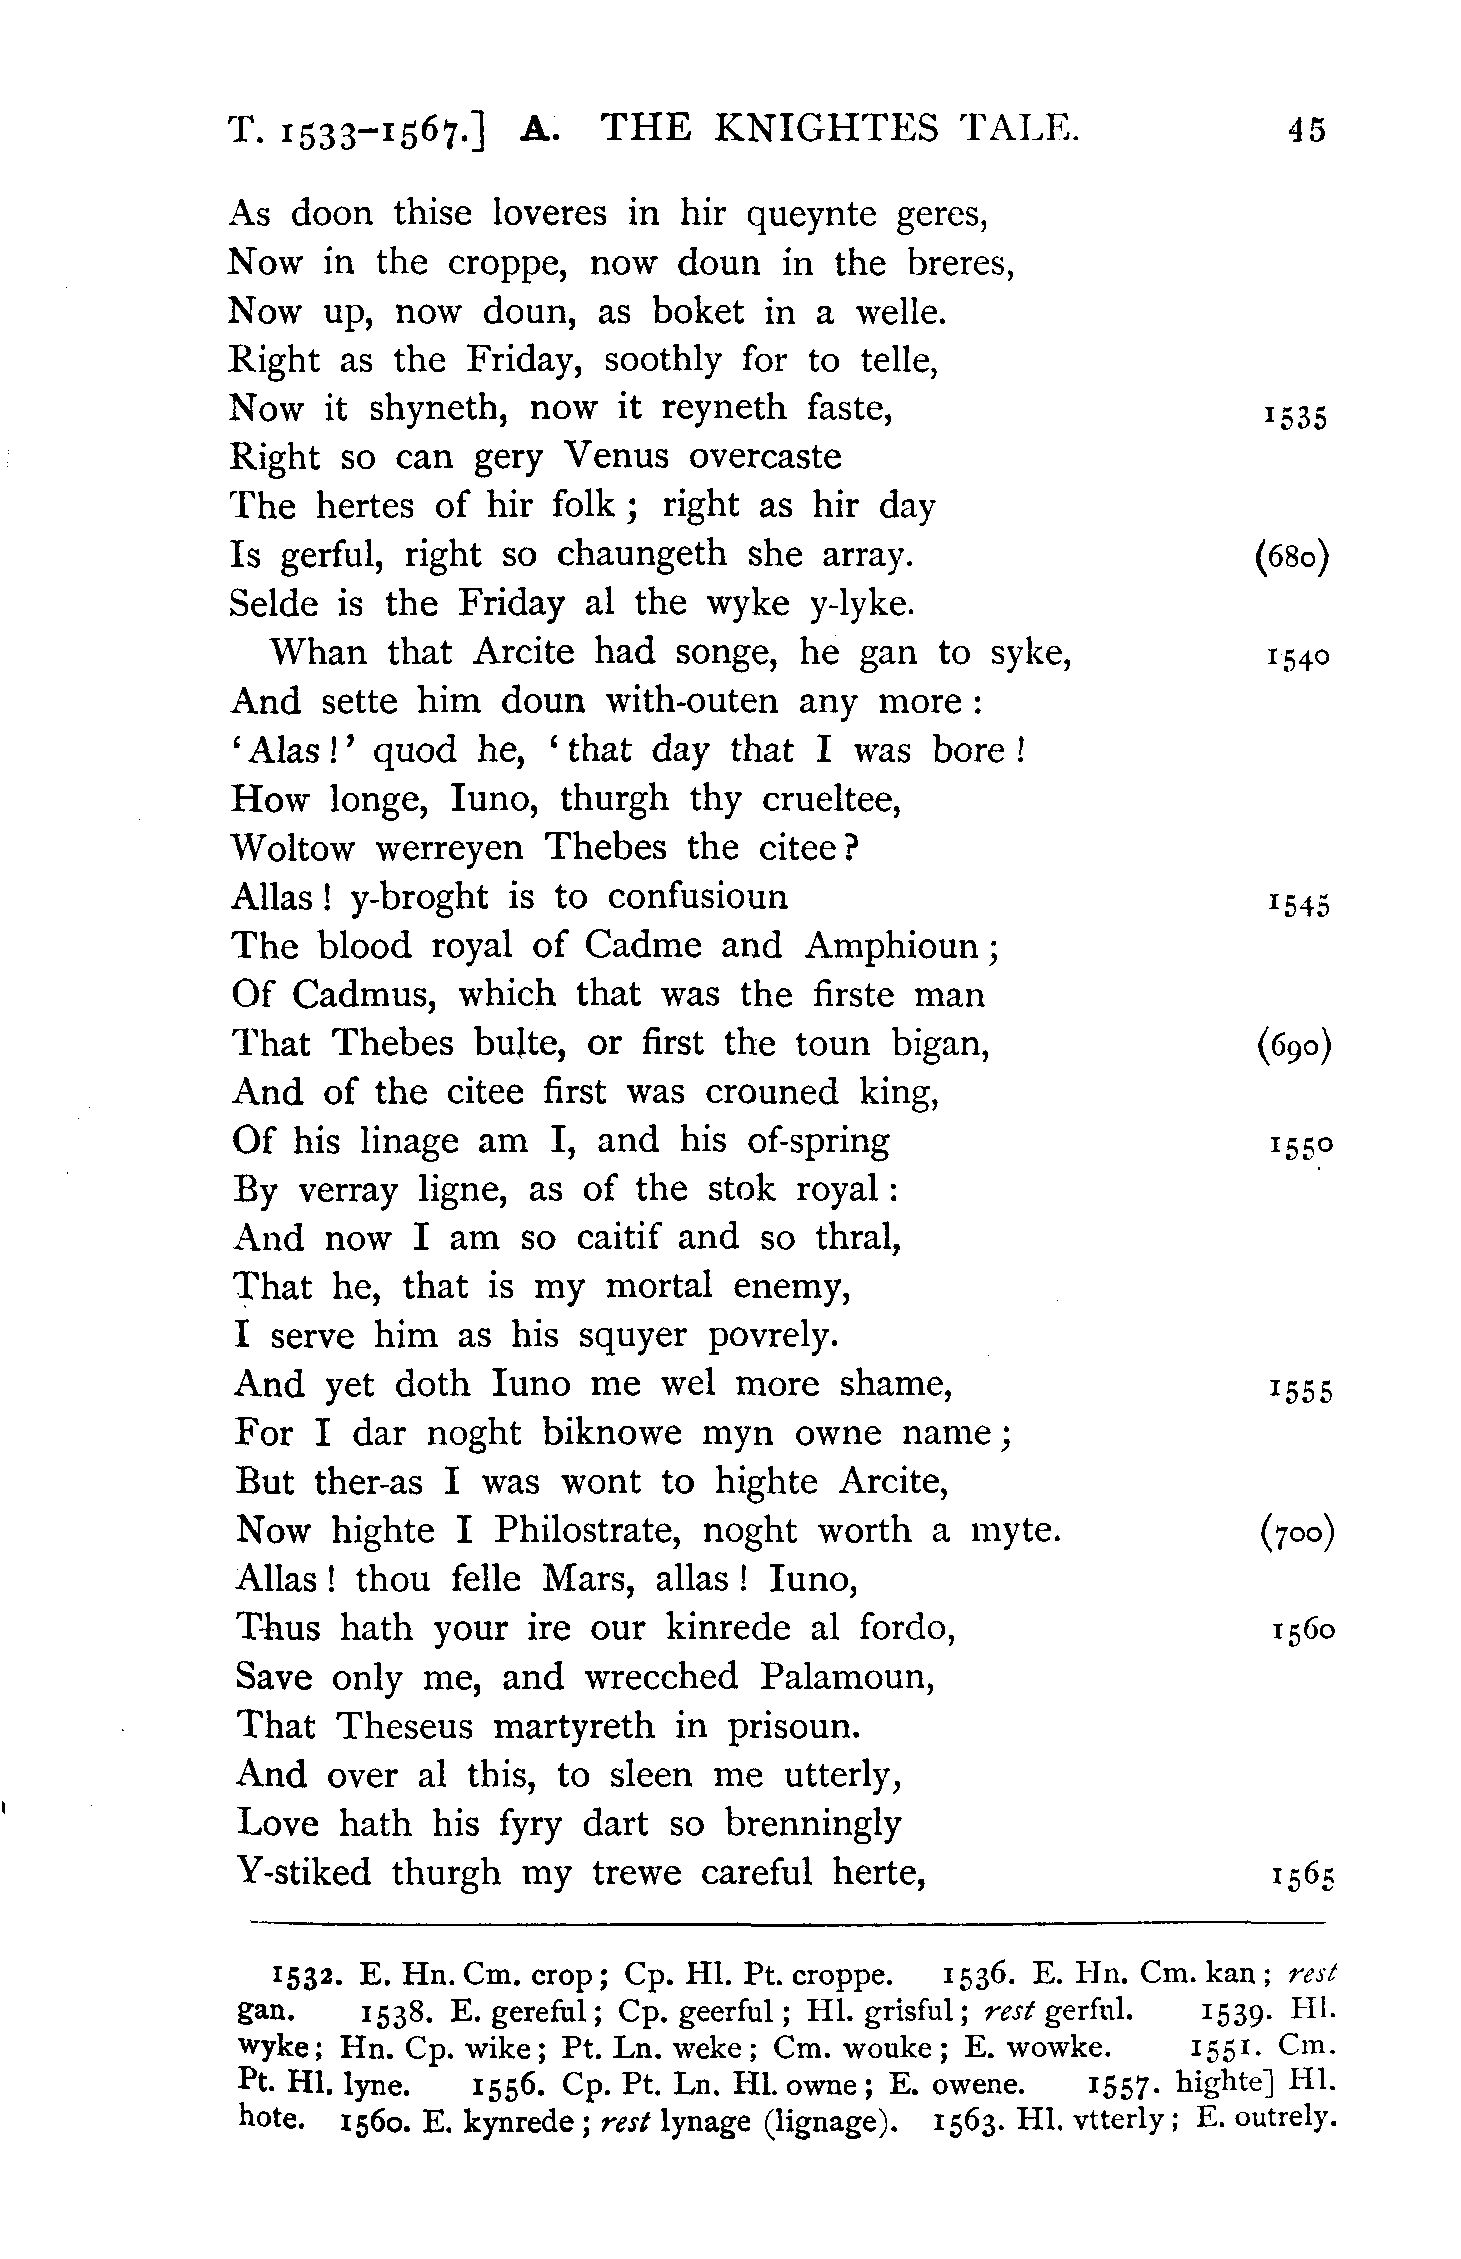 T. 1533-1567.] A. THE KNIGHTES TALE. 45
As doon thise loveres in hir queynte geres,
Now in the croppe, now doun in the breres,
Now up, now doun, as boket in a welle.
Right as the Friday, soothly for to telle,
Now it shyneth, now it reyneth faste, 1535
Right so can gery Venus overcaste
The hertes of hir folk ; right as hir day
Is gerful, right so chaungeth she array. (680)
Selde is the Friday al the wyke y-lyke.
Whan that Arcite had songe, he gan to syke, 1540
And sette him doun with-outen any more :
‘Alas !’ quod he, ‘that day that I was bore !
How longe, Iuno, thurgh thy crueltee,
Woltow werreyen Thebes the citee ?
Allas ! y-broght is to confusioun 1545
The blood royal of Cadme and Amphioun ;
Of Cadmus, which that was the firste man
That Thebes bulte, or first the toun bigan, (690)
And of the citee first was crouned king,
Of his linage am I, and his of-spring 1550
By verray ligne, as of the stok royal :
And now I am so caitif and so thral,
That he, that is my mortal enemy,
I serve him as his squyer povrely.
And yet doth Iuno me wel more shame, 1555
For I dar noght biknowe myn owne name ;
But ther-as I was wont to highte Arcite,
Now highte I Philostrate, noght worth a myte. (700)
Allas ! thou felle Mars, allas ! Iuno,
Thus hath your ire our kinrede al fordo, 1560
Save only me, and wrecched Palamoun,
That Theseus martyreth in prisoun.
And over al this, to sleen me utterly,
Love hath his fyry dart so brenningly
Y-stiked thurgh my trewe careful herte, 1565
1532. E. Hn. Cm. crop ; Cp. Hl. Pt. croppe. 1536. E. Hn. Cm. kan ; rest
gan. 1538. E. gereful ; Cp. geerful ; Hl. grisful ; rest gerful. 1539. Hl.
wyke ; Hn. Cp. wike ; Pt. Ln. weke ; Cm. wouke ; E. wowke. 1551. Cm.
Pt. Hl. lyne. 1556. Cp. Pt. Ln. Hl. owne ; E. owene. 1557. highte] Hl.
hote. 1560. E. kynrede ; rest lynage (lignage). 1563. Hl. vtterly ; E. outrely.